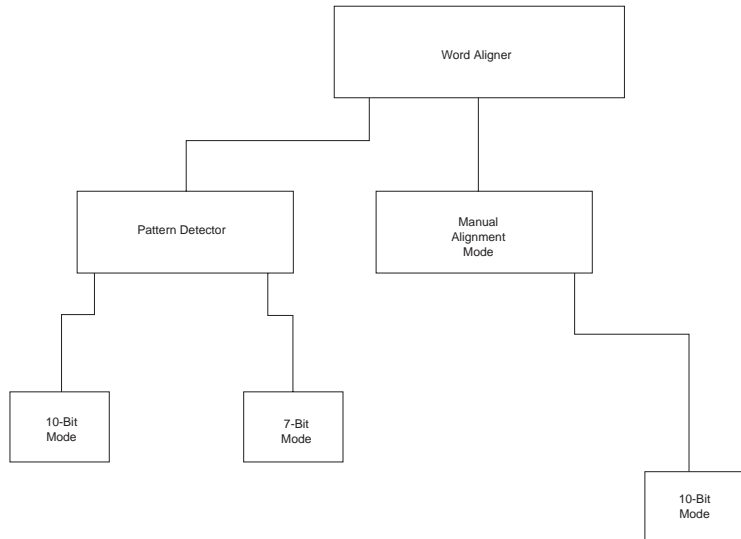 Word Aligner
Pattern Detector
Manual
Alignment
Mode
10-Bit
Mode
7-Bit
Mode
10-Bit
Mode